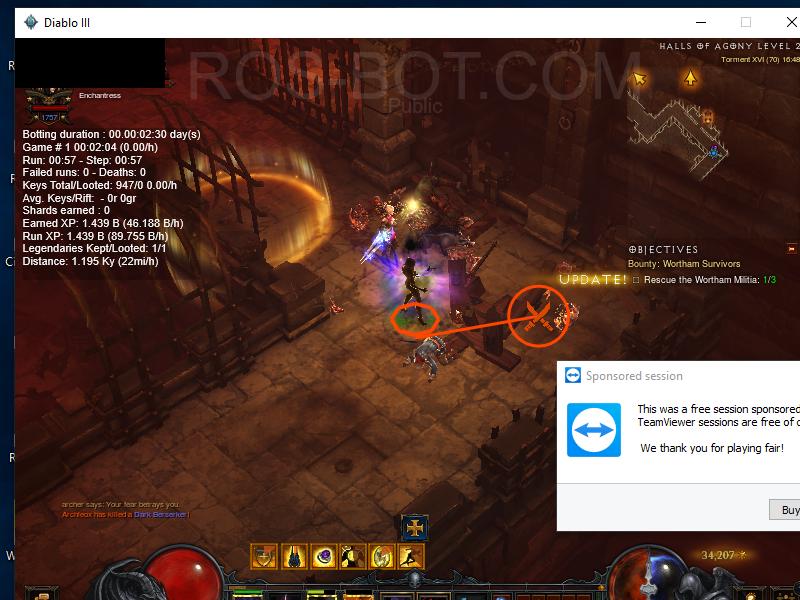 Diablo III
ROS-BOT.COM
Public
HALLS OF AGONY LEVEL 2
Torment XVI (70) 16:48
Enchantress
1757
Botting duration : 00.00:02:30 day(s)
Game # 1 00:02:04 (0.00/h)
Run: 00:57 - Step: 00:57
Failed runs: 0 - Deaths: 0
Keys Total/Looted: 947/0 0.00/h
Avg. Keys/Rift: - 0r 0gr
Shards earned : 0
Earned XP: 1.439 B (46.188 B/h)
Run XP: 1.439 B (89.755 B/h)
Legendaries Kept/Looted: 1/1
Distance: 1.195 Ky (22mi/h)
OBJECTIVES
Bounty: Wortham Survivors
UPDATE! Rescue the Wortham Militia: 1/3
Sponsored session
This was a free session sponsored
TeamViewer sessions are free of c
We thank you for playing fair!
Buy
archer says: Your fear betrays you.
Archleox has killed a Dark Berserker!
34,207
R
R
Ci
R
W